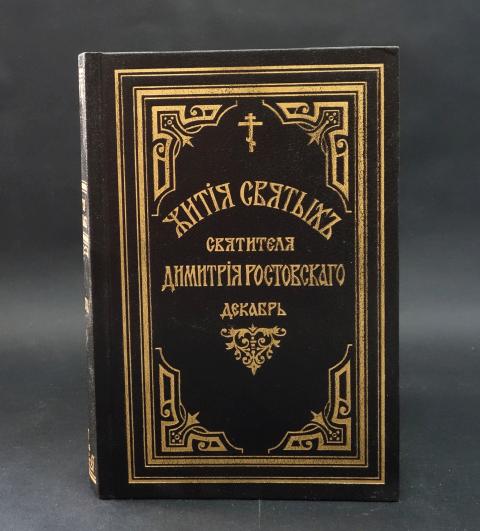 Житія святыхъ
святителя
Димитрія Ростовскаго
декабрь